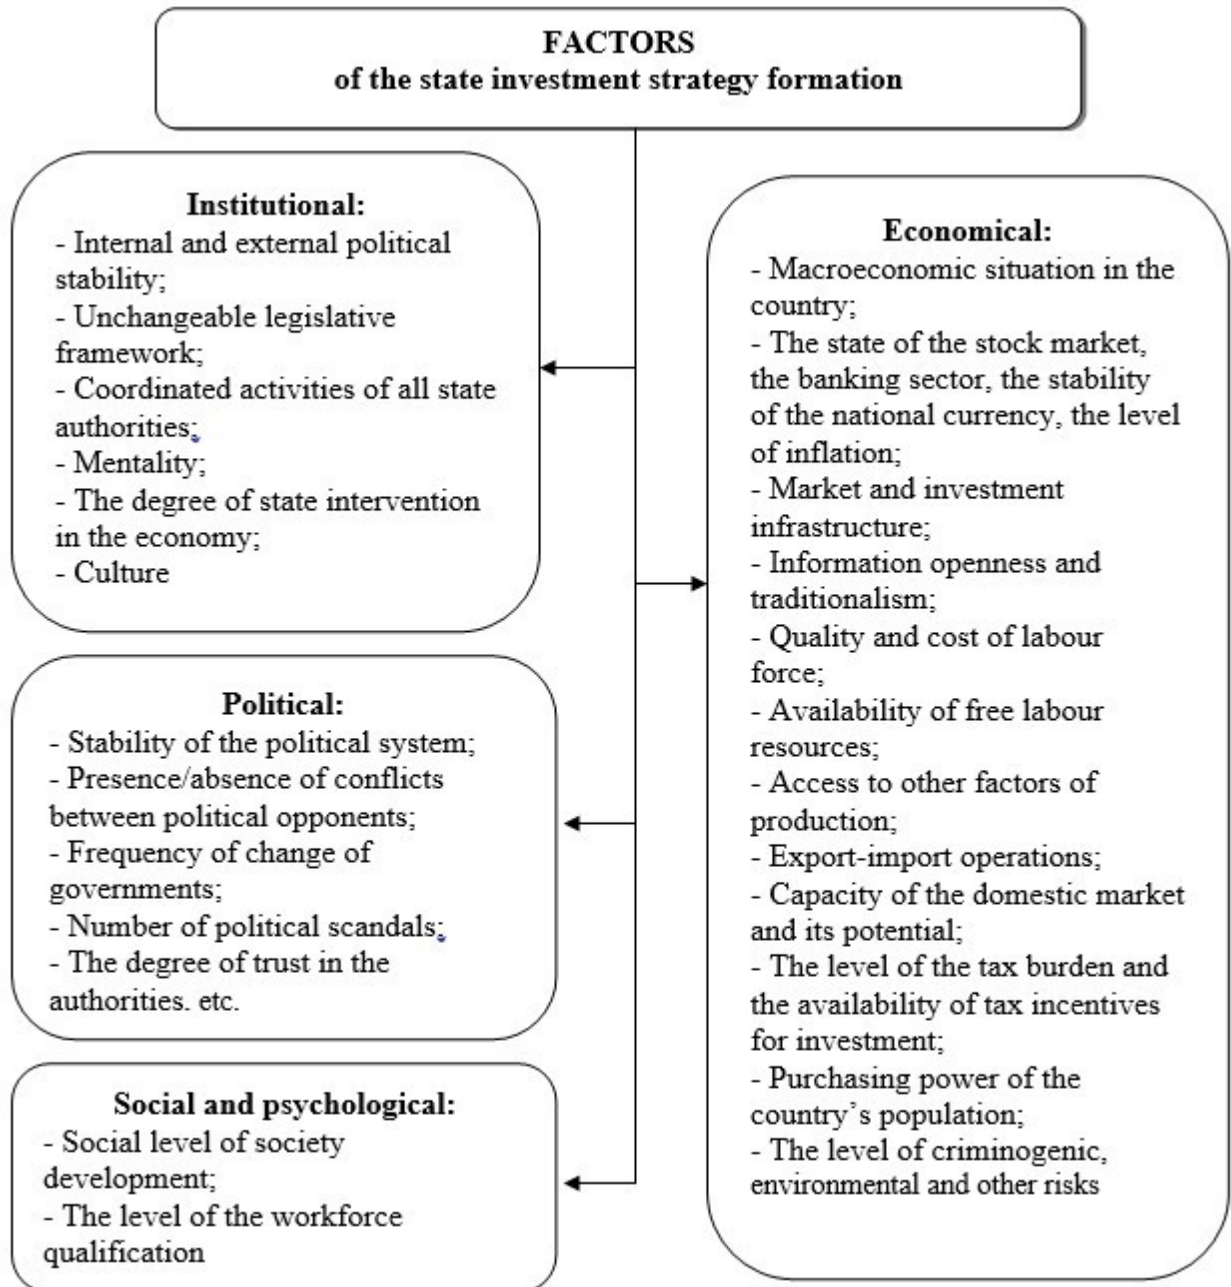 FACTORS
of the state investment strategy formation
Institutional:
- Internal and external political
stability;
- Unchangeable legislative
framework;
- Coordinated activities of all state
authorities;
- Mentality;
- The degree of state intervention
in the economy;
- Culture
Political:
- Stability of the political system;
- Presence/absence of conflicts
between political opponents;
- Frequency of change of
governments;
- Number of political scandals;
- The degree of trust in the
authorities. etc.
Social and psychological:
- Social level of society
development;
- The level of the workforce
qualification
Economical:
- Macroeconomic situation in the
country;
- The state of the stock market,
the banking sector, the stability
of the national currency, the level
of inflation;
- Market and investment
infrastructure;
- Information openness and
traditionalism;
- Quality and cost of labour
force;
- Availability of free labour
resources;
- Access to other factors of
production;
- Export-import operations;
- Capacity of the domestic market
and its potential;
- The level of the tax burden and
the availability of tax incentives
for investment;
- Purchasing power of the
country’s population;
- The level of criminogenic,
environmental and other risks